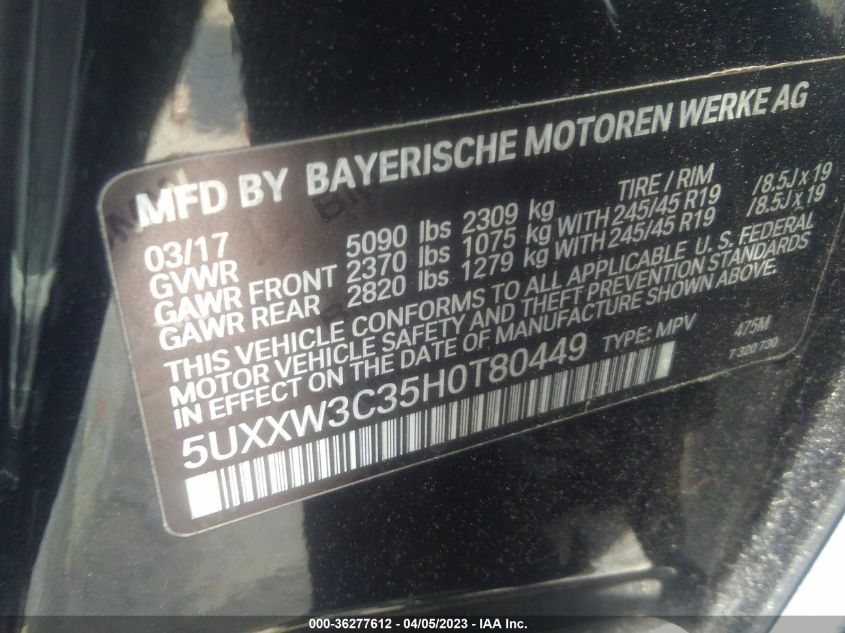 MFD BY BAYERISCHE MOTOREN WERKE AG
03/17 TIRE / RIM
GVWR 5090 lbs 2309 kg
GAWR FRONT 2370 lbs 1075 kg WITH 245/45 R19 /8.5J x 19
GAWR REAR 2820 lbs 1279 kg WITH 245/45 R19 /8.5J x 19
THIS VEHICLE CONFORMS TO ALL APPLICABLE U. S. FEDERAL
MOTOR VEHICLE SAFETY AND THEFT PREVENTION STANDARDS
IN EFFECT ON THE DATE OF MANUFACTURE SHOWN ABOVE.
5UXXW3C35H0T80449 TYPE: MPV 475M
T 320 730
000-36277612 - 04/05/2023 - IAA Inc.